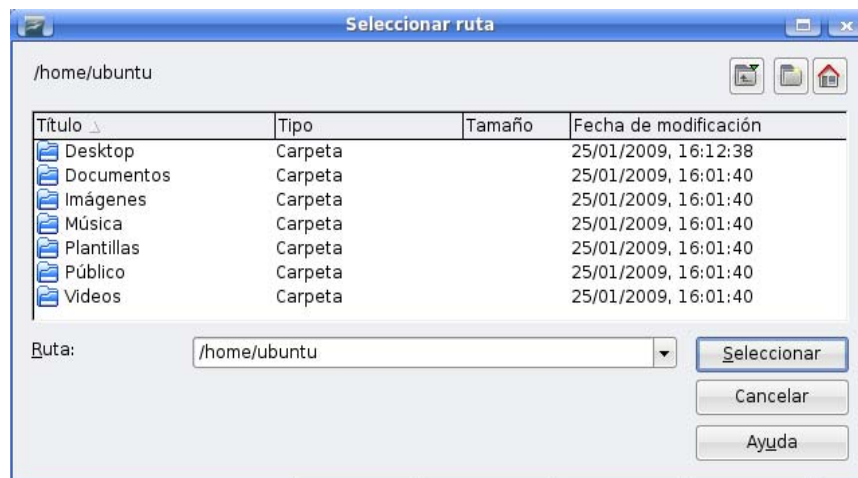 Seleccionar ruta
/home/ubuntu
Título Tipo Tamaño Fecha de modificación
Desktop Carpeta 25/01/2009, 16:12:38
Documentos Carpeta 25/01/2009, 16:01:40
Imágenes Carpeta 25/01/2009, 16:01:40
Música Carpeta 25/01/2009, 16:01:40
Plantillas Carpeta 25/01/2009, 16:01:40
Público Carpeta 25/01/2009, 16:01:40
Videos Carpeta 25/01/2009, 16:01:40
Ruta: /home/ubuntu Seleccionar
Cancelar
Ayuda